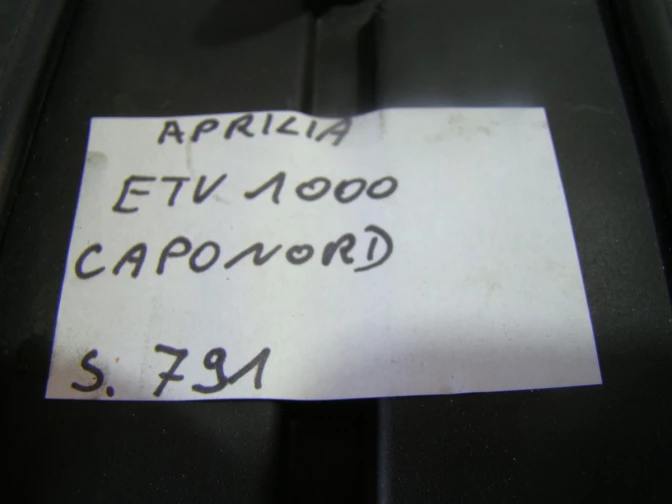 APRILIA
ETV 1000
CAPONORD
S. 791